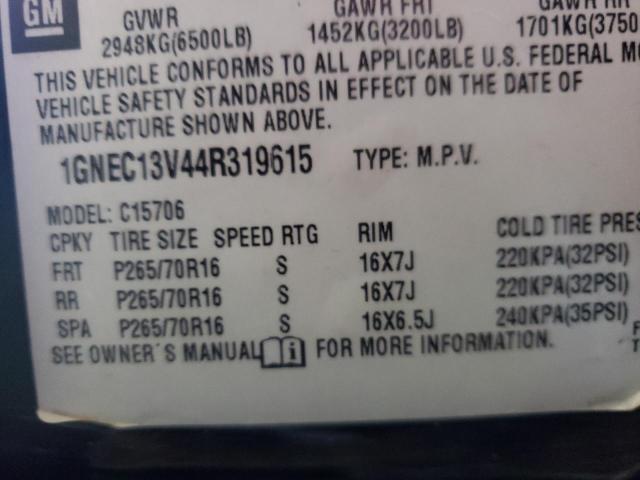 GM
GVWR GAWR FRT GAWR RR
2948KG(6500LB) 1452KG(3200LB) 1701KG(3750
THIS VEHICLE CONFORMS TO ALL APPLICABLE U.S. FEDERAL MO
VEHICLE SAFETY STANDARDS IN EFFECT ON THE DATE OF
MANUFACTURE SHOWN ABOVE.
1GNEC13V44R319615 TYPE: M.P.V.
MODEL: C15706
CPKY TIRE SIZE SPEED RTG RIM COLD TIRE PRES
FRT P265/70R16 S 16X7J 220KPA(32PSI)
RR P265/70R16 S 16X7J 220KPA(32PSI)
SPA P265/70R16 S 16X6.5J 240KPA(35PSI)
SEE OWNER'S MANUAL i FOR MORE INFORMATION.